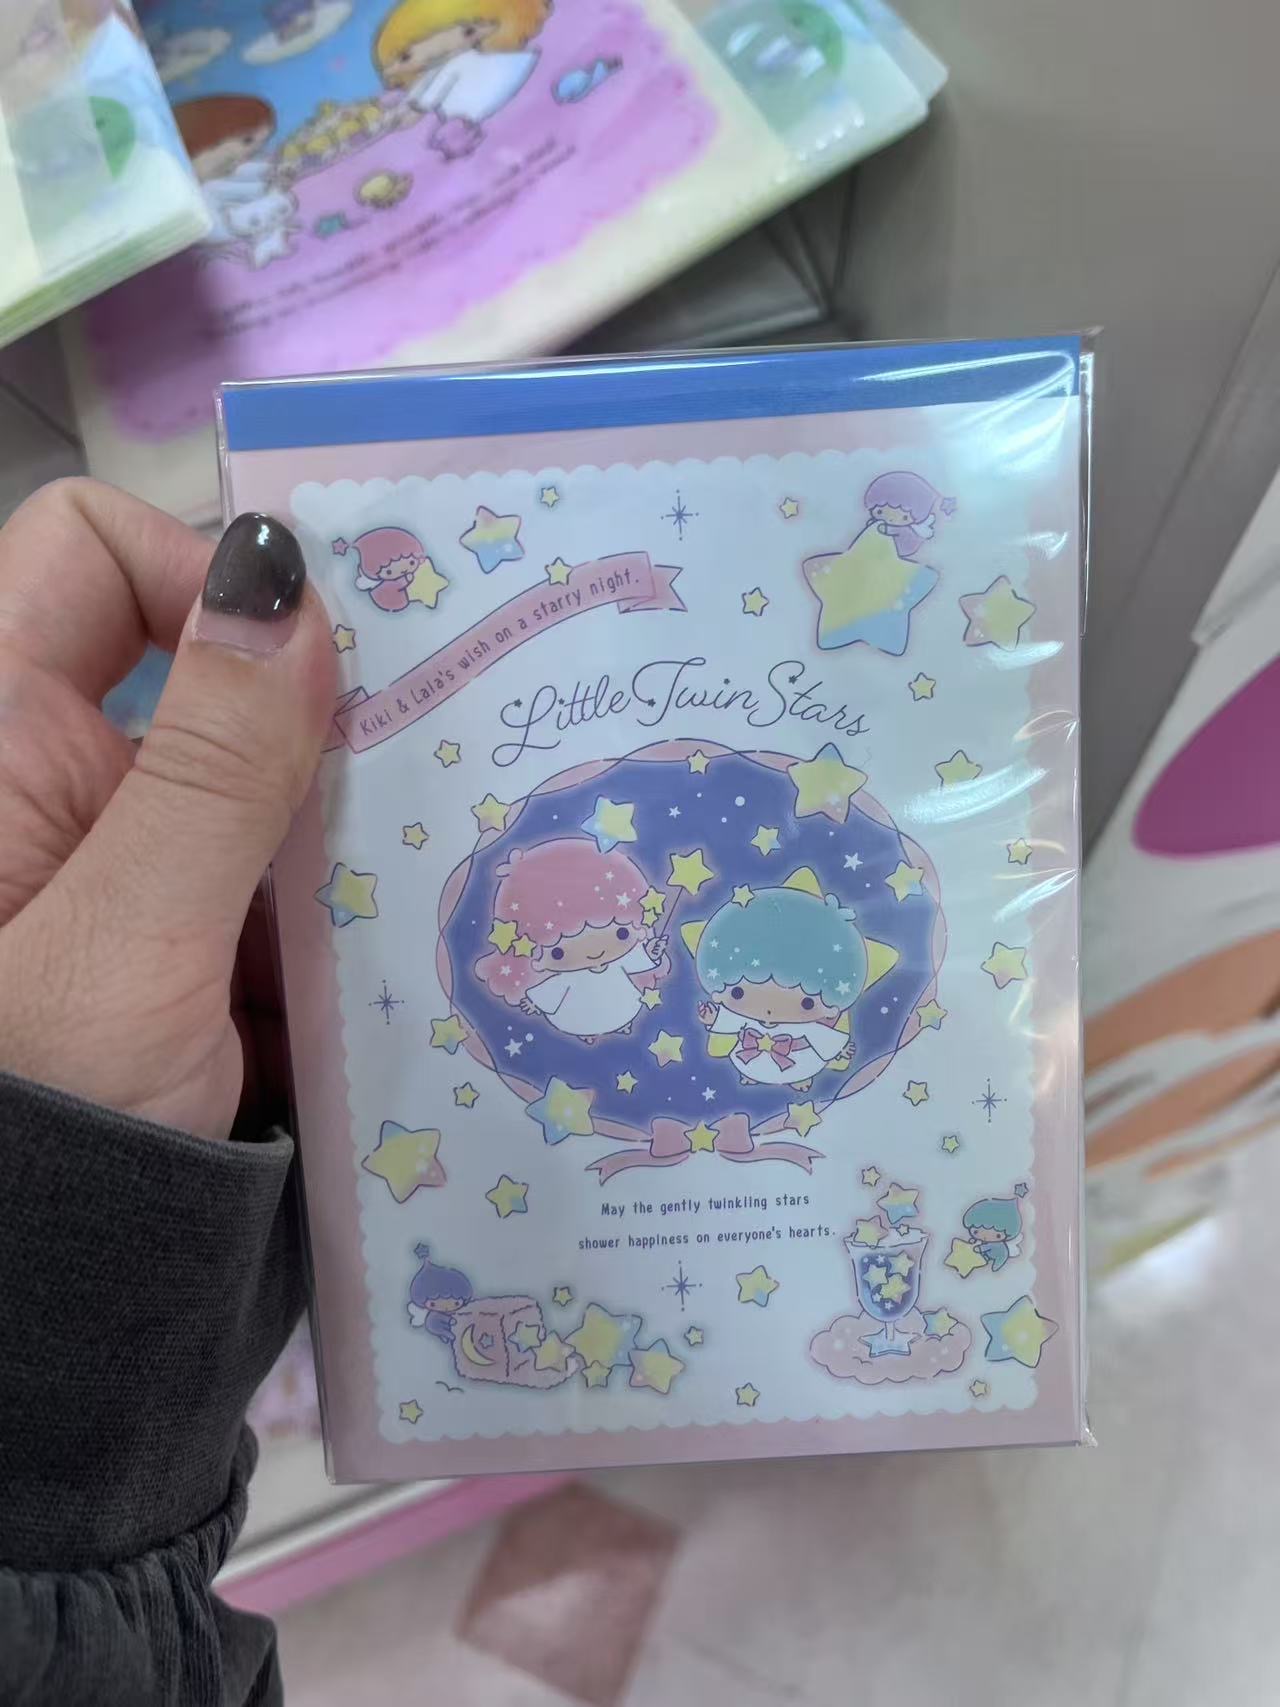 Kiki & Lala's wish on a starry night.
Little Twin Stars
May the gently twinkling stars
shower happiness on everyone's hearts.